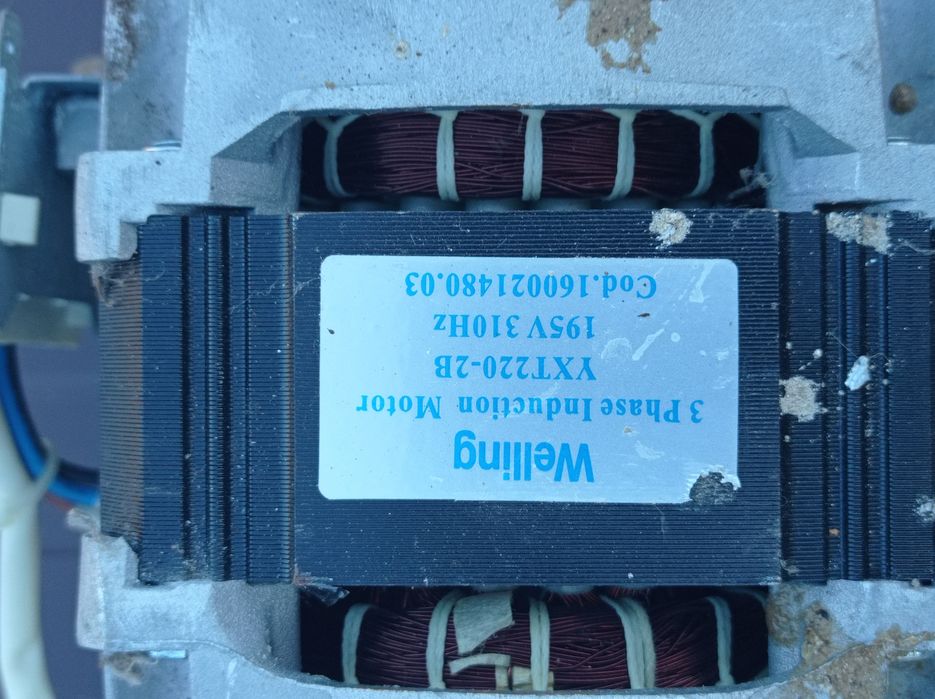 Welling
3 Phase Induction Motor
YXT220-2B
195V 310Hz
Cod.160021480.03